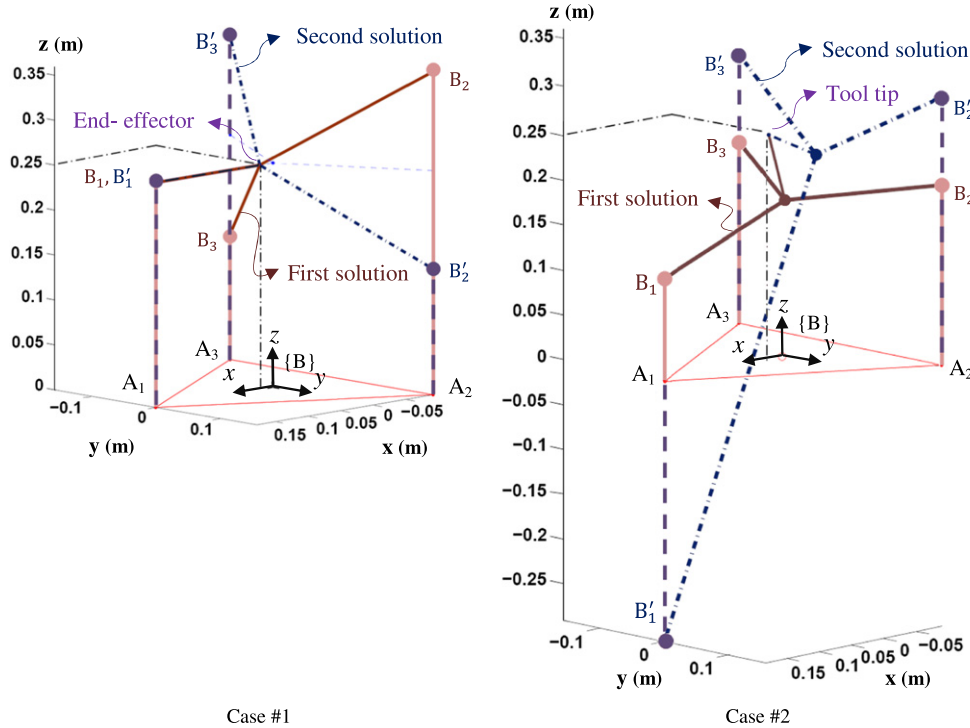 z (m)
0.35
0.3
0.25
0.2
0.15
0.1
0.05
0
−0.1
0
0.1
y (m)
0.15
0.1
0.05
0
−0.05
x (m)
B′3
Second solution
B2
End- effector
B1, B′1
B3
B′2
First solution
z
{B}
x
y
A3
A1
A2
Case #1
z (m)
0.3
0.25
0.2
0.15
0.1
0.05
0
−0.05
−0.1
−0.15
−0.2
−0.25
−0.1
0
0.1
y (m)
0.15
0.1
0.05
0
−0.05
x (m)
B′3
Second solution
Tool tip
B′2
B3
First solution
B2
B1
A3
z
{B}
x
y
A1
A2
B′1
Case #2